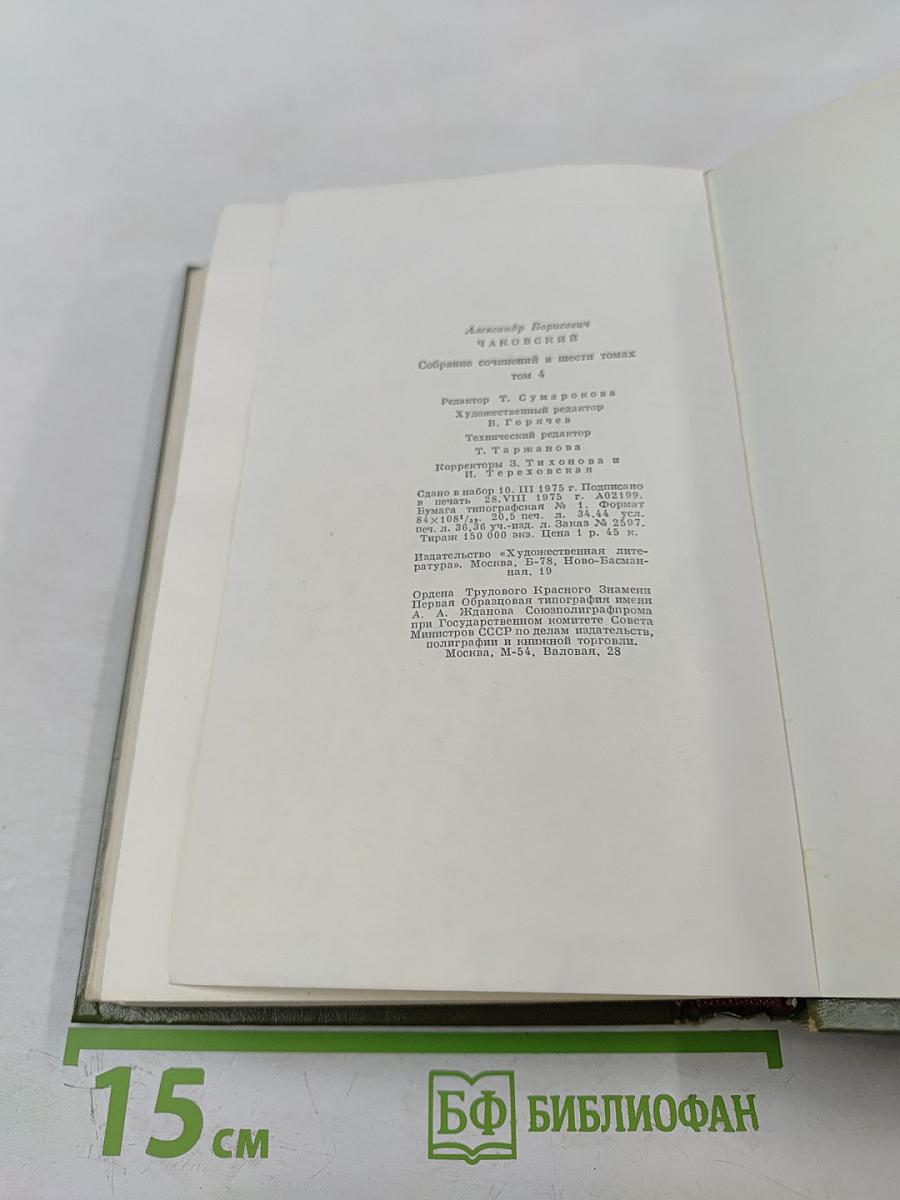 Александр Борисович
ЧАКОВСКИЙ
Собрание сочинений в шести томах
том 4
Редактор Т. Сумарокова
Художественный редактор
В. Горячев
Технический редактор
Т. Таржанова
Корректоры З. Тихонова и
И. Тереховская
Сдано в набор 10. III 1975 г. Подписано
в печать 28.VIII 1975 г. А02199.
Бумага типографская № 1. Формат
84×108¹/₃₂. 20,5 печ. л. 34,44 усл.
печ. л. 36,36 уч.-изд. л. Заказ № 2597.
Тираж 150 000 экз. Цена 1 р. 45 к.
Издательство «Художественная лите-
ратура». Москва, Б-78, Ново-Басман-
ная, 19
Ордена Трудового Красного Знамени
Первая Образцовая типография имени
А. А. Жданова Союзполиграфпрома
при Государственном комитете Совета
Министров СССР по делам издательств,
полиграфии и книжной торговли.
Москва, М-54, Валовая, 28
15 см
БФ БИБЛИОФАН